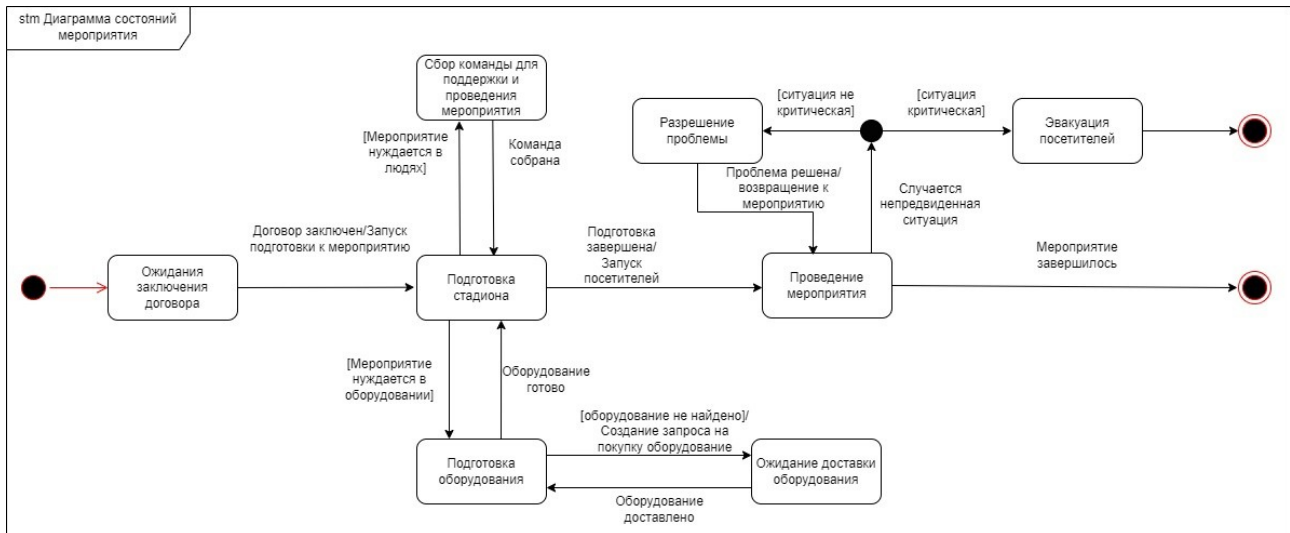 stm Диаграмма состояний
мероприятия
Сбор команды для
поддержки и
проведения
мероприятия
[Мероприятие
нуждается в
людях]
Команда
собрана
Разрешение
проблемы
[ситуация не
критическая]
[ситуация
критическая]
Эвакуация
посетителей
Проблема решена/
возвращение к
мероприятию
Случается
непредвиденная
ситуация
Договор заключен/Запуск
подготовки к мероприятию
Подготовка
завершена/
Запуск
посетителей
Мероприятие
завершилось
Ожидания
заключения
договора
Подготовка
стадиона
Проведение
мероприятия
[Мероприятие
нуждается в
оборудовании]
Оборудование
готово
[оборудование не найдено]/
Создание запроса на
покупку оборудование
Подготовка
оборудования
Ожидание доставки
оборудования
Оборудование
доставлено